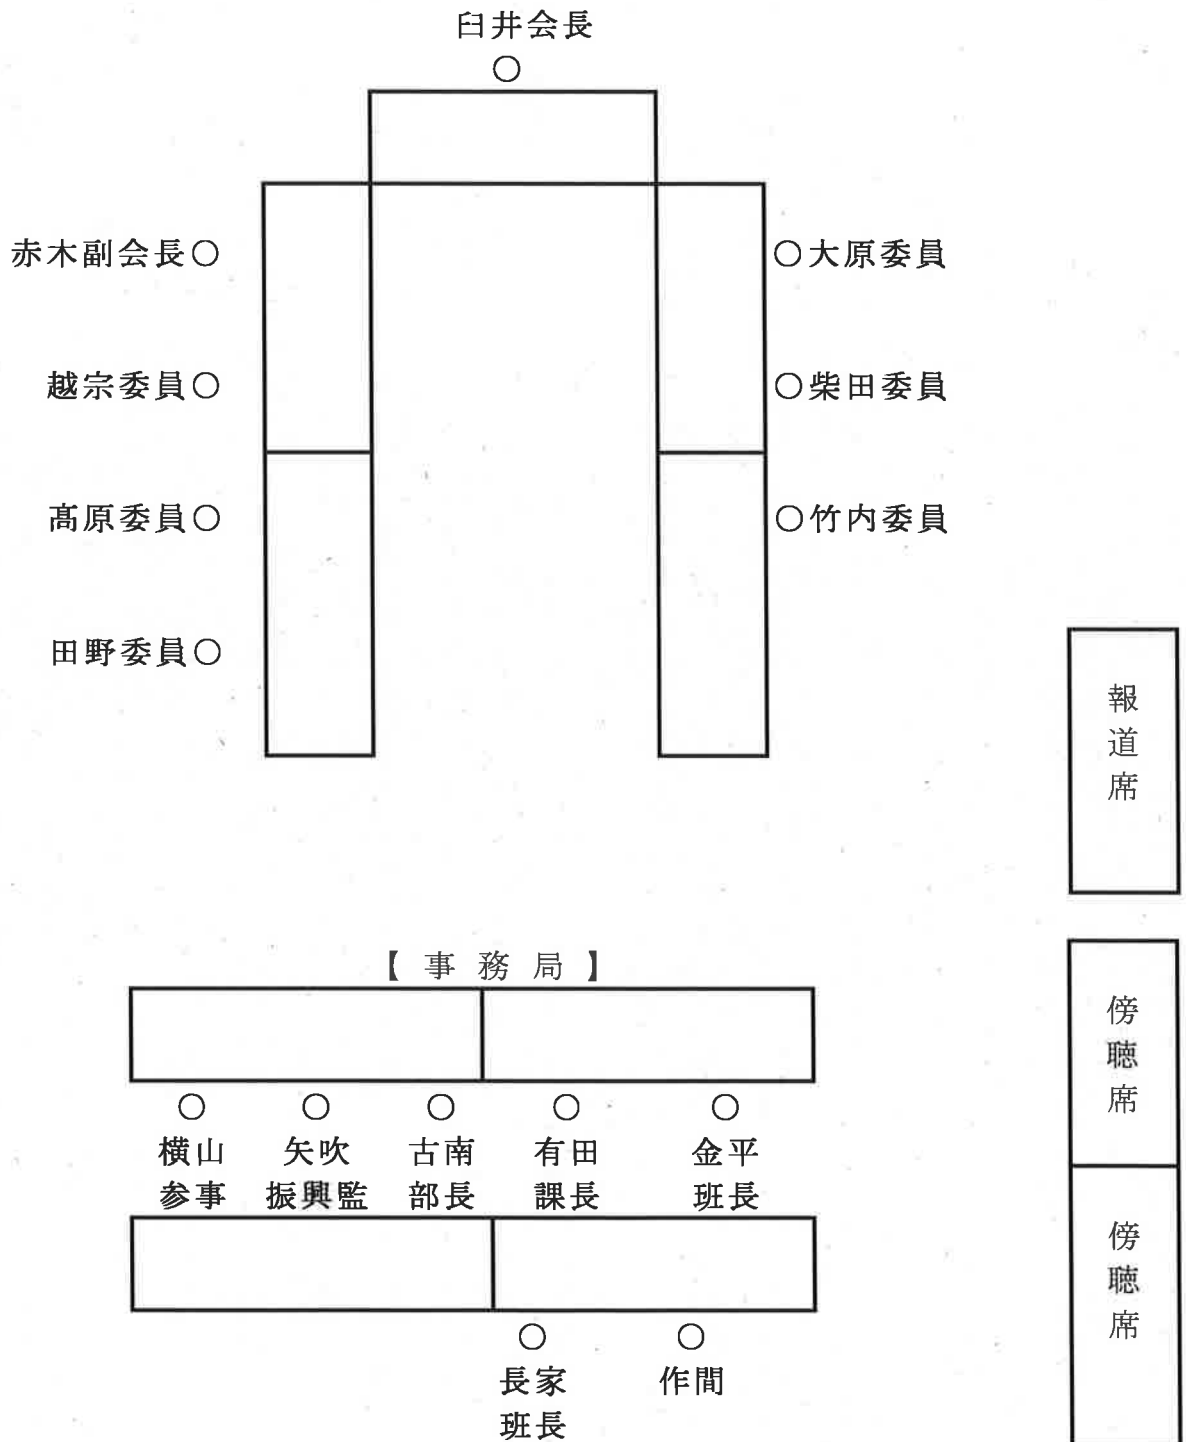 臼井会長
○
赤木副会長○
○大原委員
越宗委員○
○柴田委員
髙原委員○
○竹内委員
田野委員○
報道席
【 事 務 局 】
○ ○ ○ ○ ○
横山 矢吹 古南 有田 金平
参事 振興監 部長 課長 班長
傍聴席
○ ○
長家 作間
班長
傍聴席